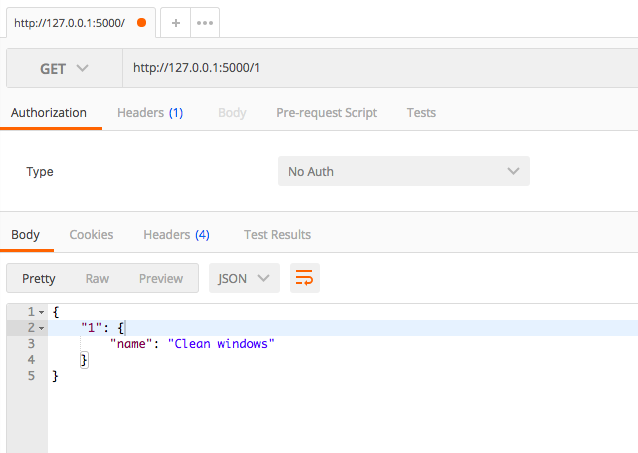 http://127.0.0.1:5000/
GET http://127.0.0.1:5000/1
Authorization Headers (1) Body Pre-request Script Tests
Type No Auth
Body Cookies Headers (4) Test Results
Pretty Raw Preview JSON
1 {
2 "1": {
3 "name": "Clean windows"
4 }
5 }